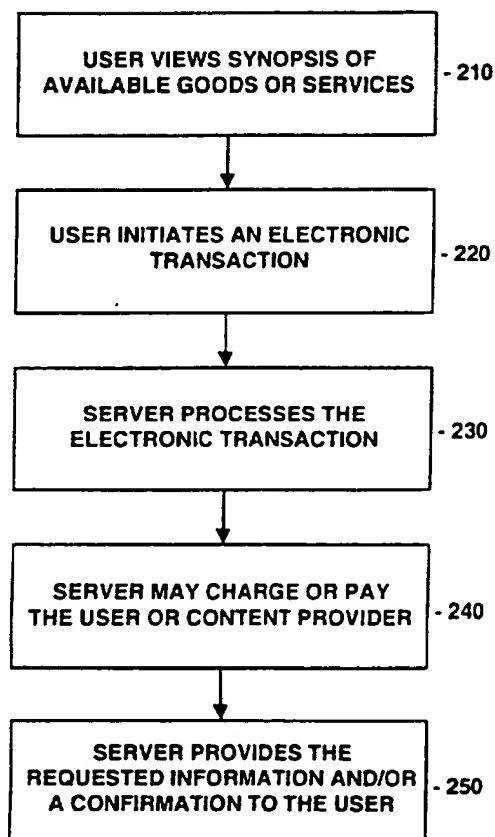 USER VIEWS SYNOPSIS OF
AVAILABLE GOODS OR SERVICES
- 210
USER INITIATES AN ELECTRONIC
TRANSACTION
- 220
SERVER PROCESSES THE
ELECTRONIC TRANSACTION
- 230
SERVER MAY CHARGE OR PAY
THE USER OR CONTENT PROVIDER
- 240
SERVER PROVIDES THE
REQUESTED INFORMATION AND/OR
A CONFIRMATION TO THE USER
- 250